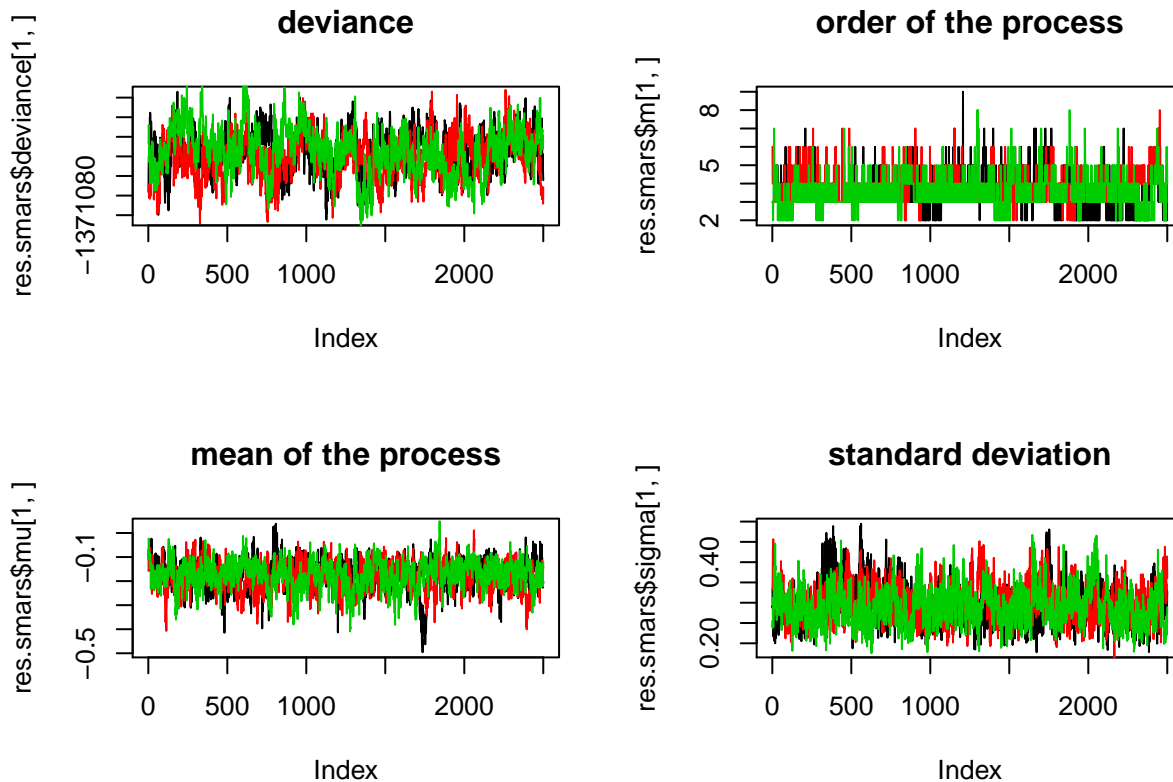 deviance
res.smars$deviance[1, ]
−1371080
0 500 1000 2000
Index
order of the process
res.smars$m[1, ]
2 5 8
0 500 1000 2000
Index
mean of the process
res.smars$mu[1, ]
−0.5 −0.1
0 500 1000 2000
Index
standard deviation
res.smars$sigma[1, ]
0.20 0.40
0 500 1000 2000
Index